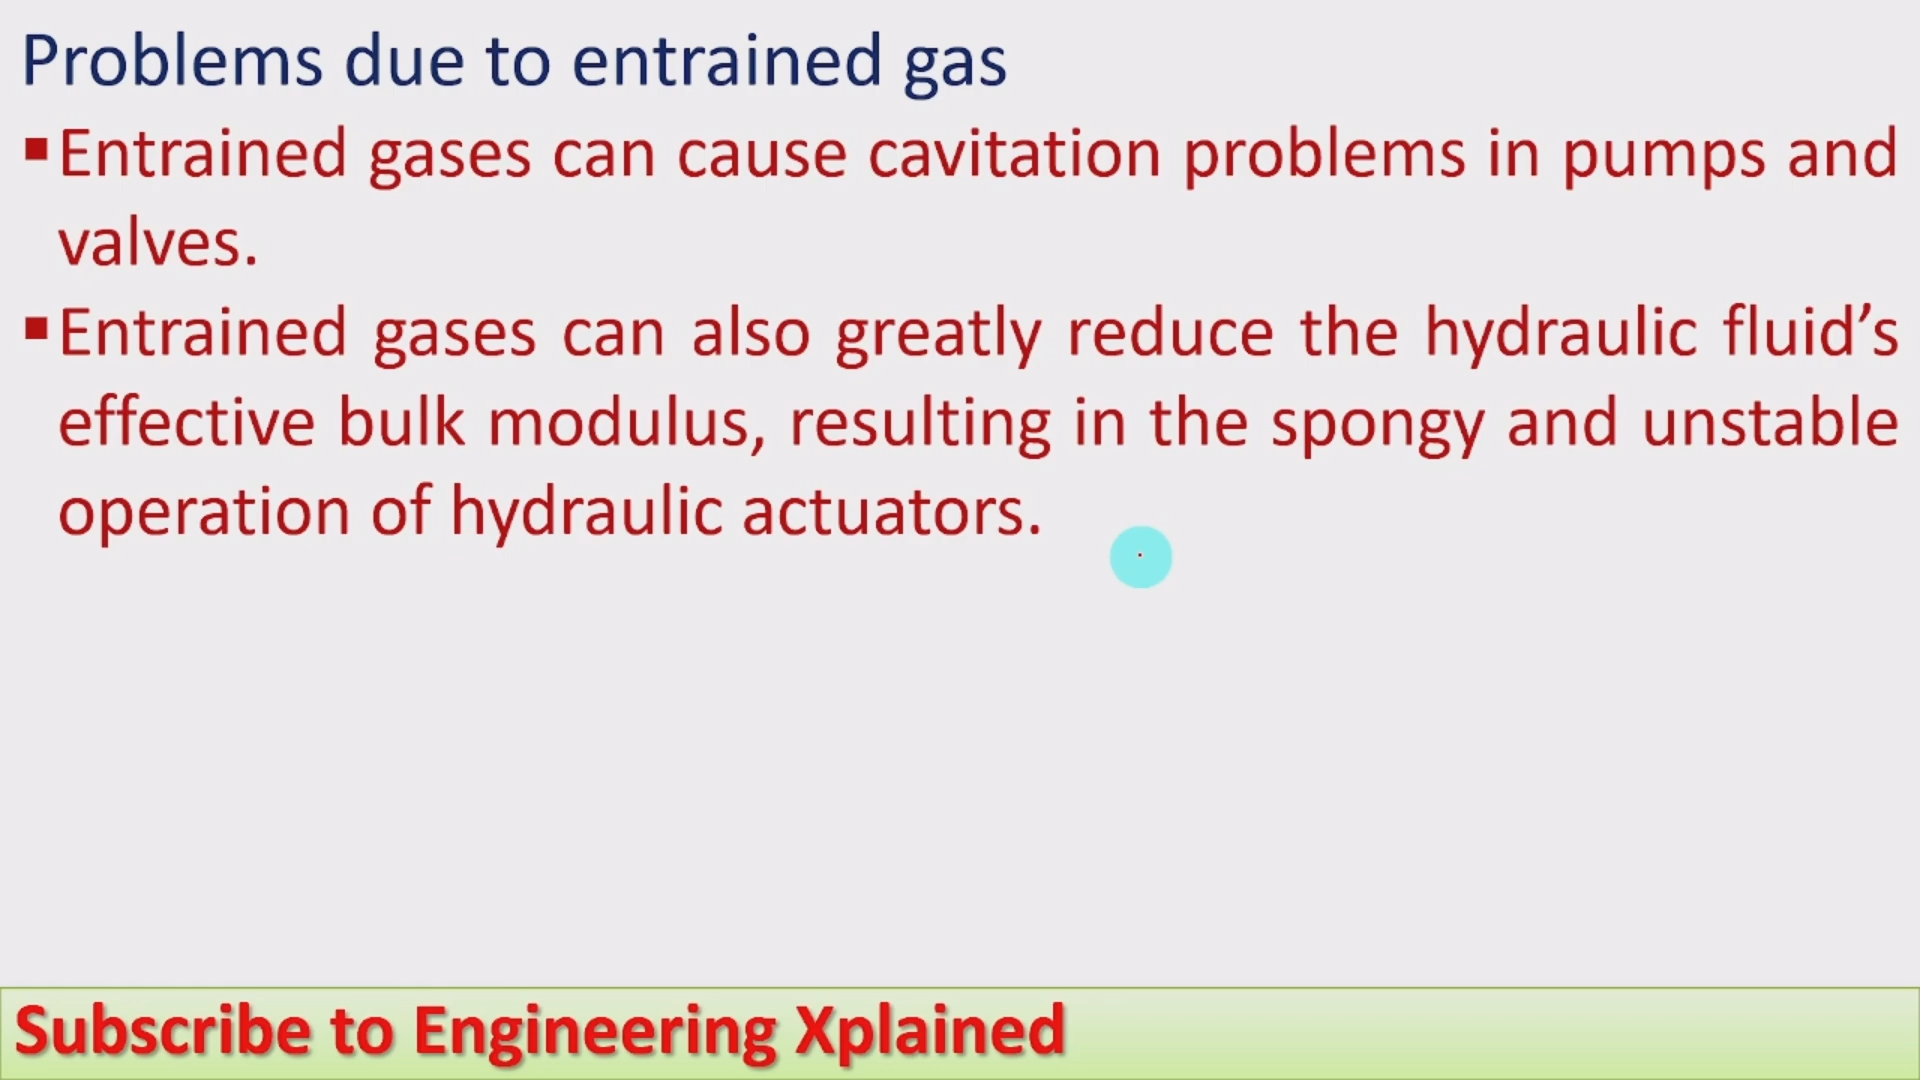 Problems due to entrained gas
▪Entrained gases can cause cavitation problems in pumps and
valves.
▪Entrained gases can also greatly reduce the hydraulic fluid’s
effective bulk modulus, resulting in the spongy and unstable
operation of hydraulic actuators.
Subscribe to Engineering Xplained